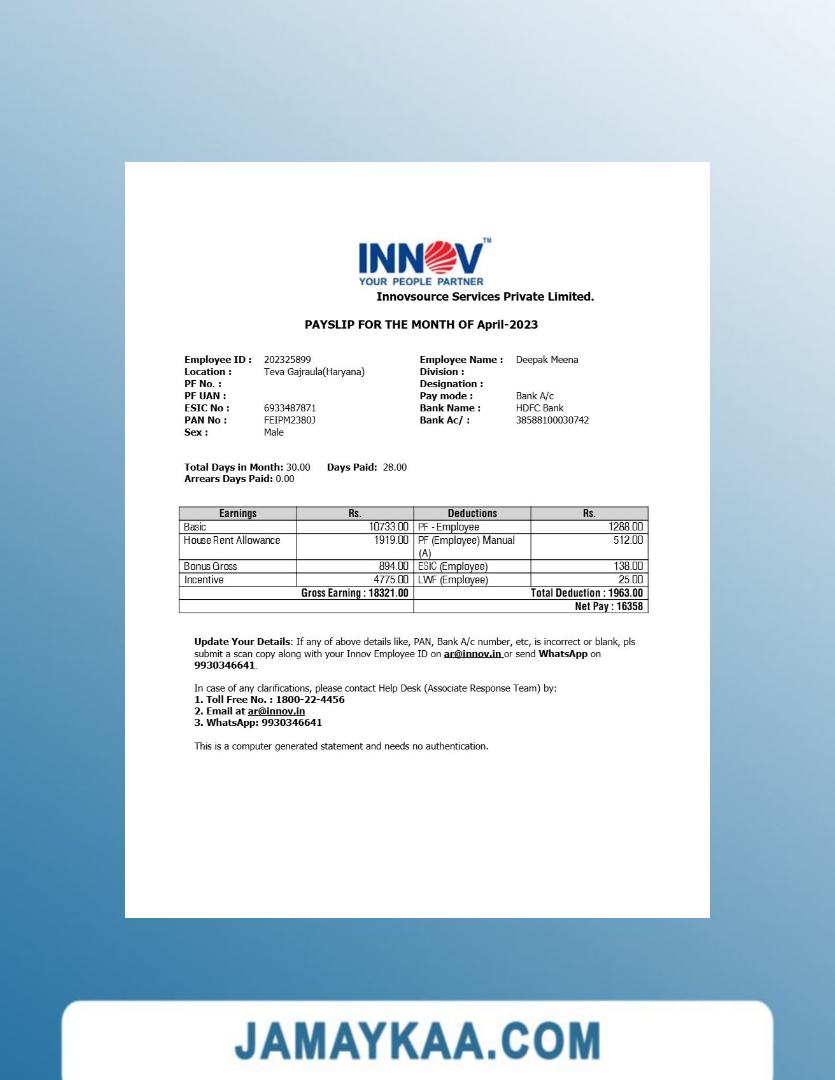 INNOV™
YOUR PEOPLE PARTNER
Innovsource Services Private Limited.
PAYSLIP FOR THE MONTH OF April-2023
Employee ID : 202325899 Employee Name : Deepak Meena
Location : Teva Gajraula(Haryana) Division :
PF No. : Designation :
PF UAN : Pay mode : Bank A/c
ESIC No : 6933487871 Bank Name : HDFC Bank
PAN No : FEIPM2380J Bank Ac/ : 38588100030742
Sex : Male
Total Days in Month: 30.00 Days Paid: 28.00
Arrears Days Paid: 0.00
Earnings Rs. Deductions Rs.
Basic 10733.00 PF - Employee 1288.00
House Rent Allowance 1919.00 PF (Employee) Manual 512.00
(A)
Bonus Gross 894.00 ESIC (Employee) 138.00
Incentive 4775.00 LWF (Employee) 25.00
Gross Earning : 18321.00 Total Deduction : 1963.00
Net Pay : 16358
Update Your Details: If any of above details like, PAN, Bank A/c number, etc, is incorrect or blank, pls
submit a scan copy along with your Innov Employee ID on ar@innov.in or send WhatsApp on
9930346641.
In case of any clarifications, please contact Help Desk (Associate Response Team) by:
1. Toll Free No. : 1800-22-4456
2. Email at ar@innov.in
3. WhatsApp: 9930346641
This is a computer generated statement and needs no authentication.
JAMAYKAA.COM